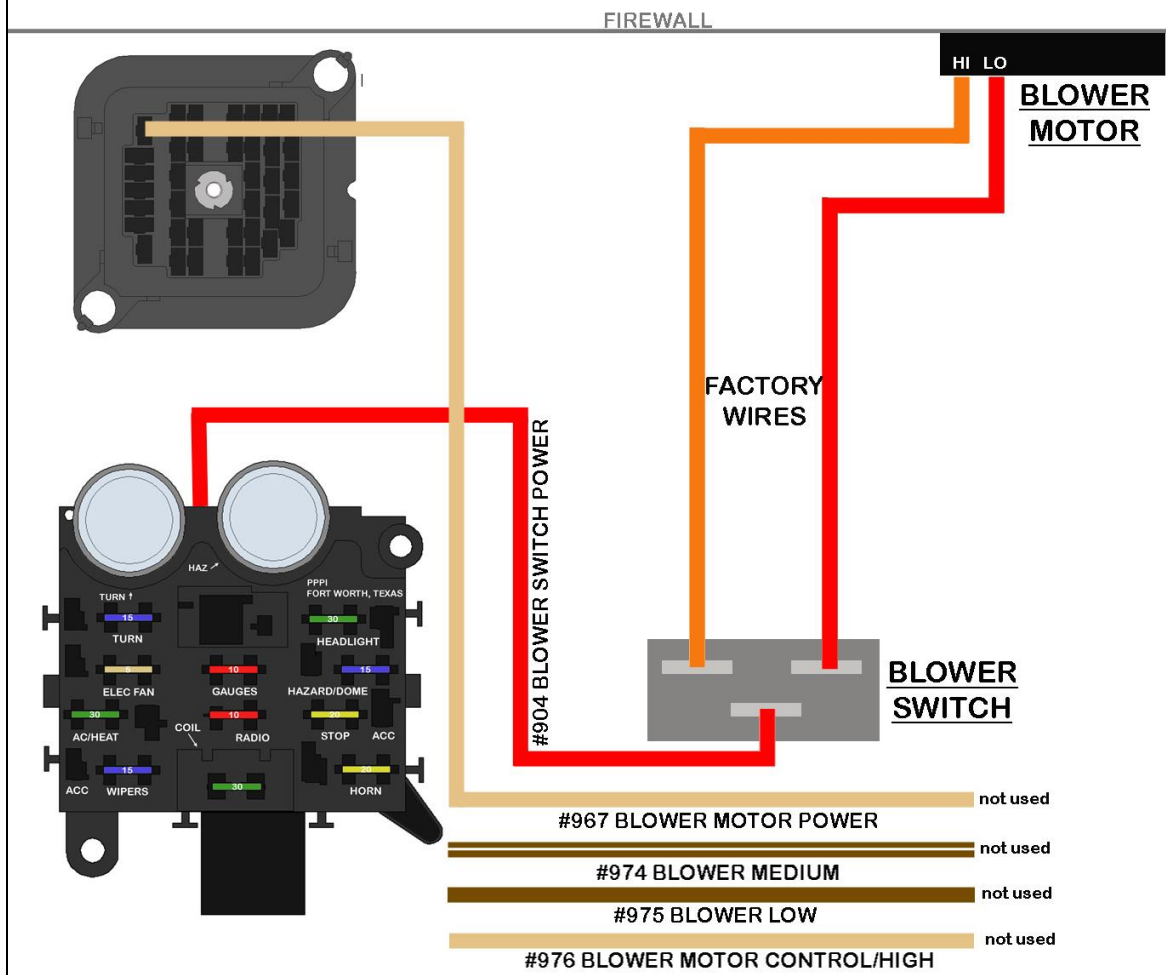 FIREWALL
HI LO
BLOWER
MOTOR
FACTORY
WIRES
#904 BLOWER SWITCH POWER
HAZ
PPPI
FORT WORTH, TEXAS
TURN
15
TURN
30
HEADLIGHT
5
ELEC FAN
10
GAUGES
15
HAZARD/DOME
30
AC/HEAT
COIL
10
RADIO
20
STOP
ACC
ACC
15
WIPERS
30
20
HORN
BLOWER
SWITCH
not used
#967 BLOWER MOTOR POWER
not used
#974 BLOWER MEDIUM
not used
#975 BLOWER LOW
not used
#976 BLOWER MOTOR CONTROL/HIGH